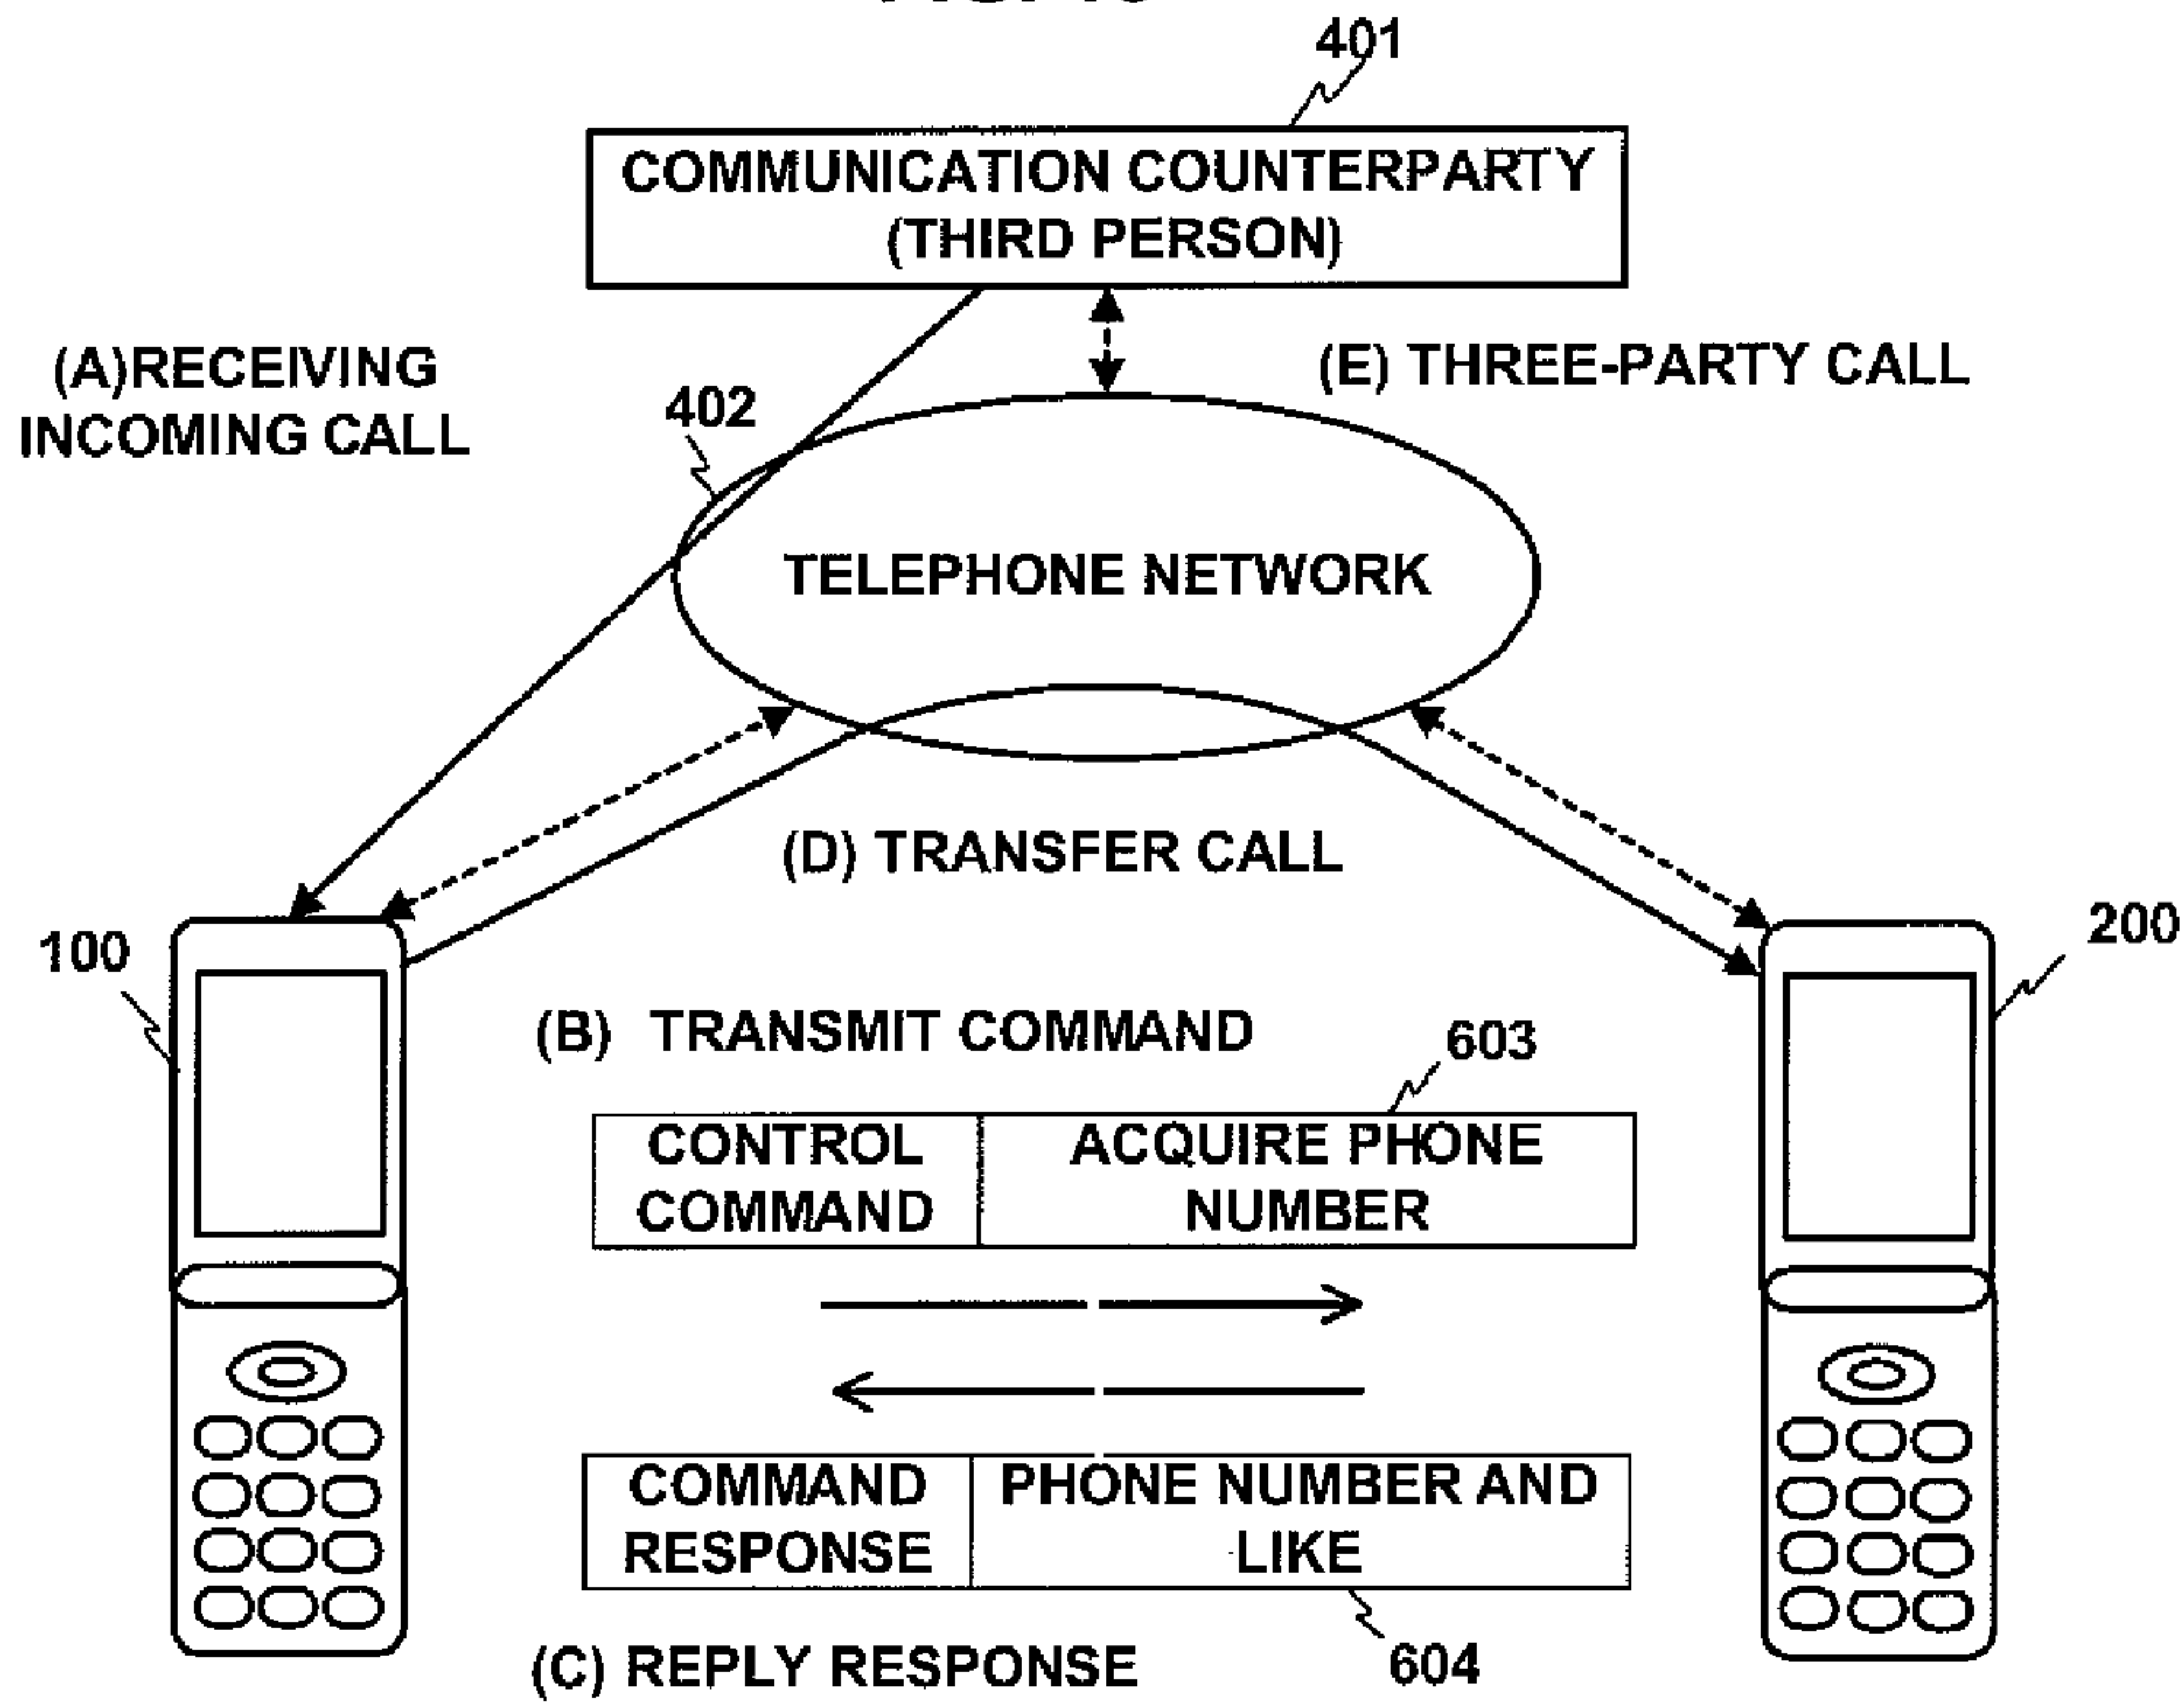 401
COMMUNICATION COUNTERPARTY
(THIRD PERSON)
(A)RECEIVING
INCOMING CALL
(E) THREE-PARTY CALL
402
TELEPHONE NETWORK
(D) TRANSFER CALL
100
200
(B) TRANSMIT COMMAND
603
CONTROL
COMMAND
ACQUIRE PHONE
NUMBER
COMMAND
RESPONSE
PHONE NUMBER AND
LIKE
(C) REPLY RESPONSE
604